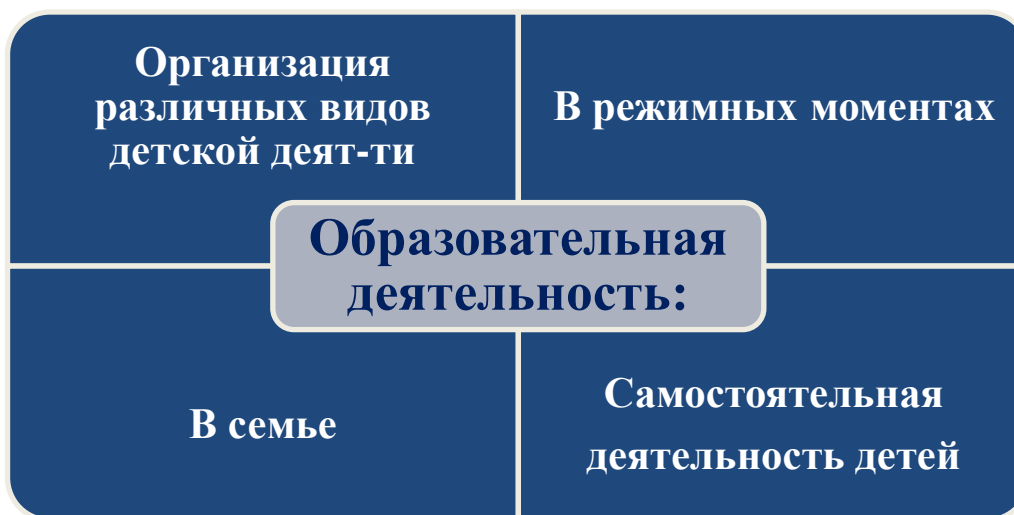 Организация
различных видов
детской деят-ти
В режимных моментах
Образовательная
деятельность:
В семье
Самостоятельная
деятельность детей